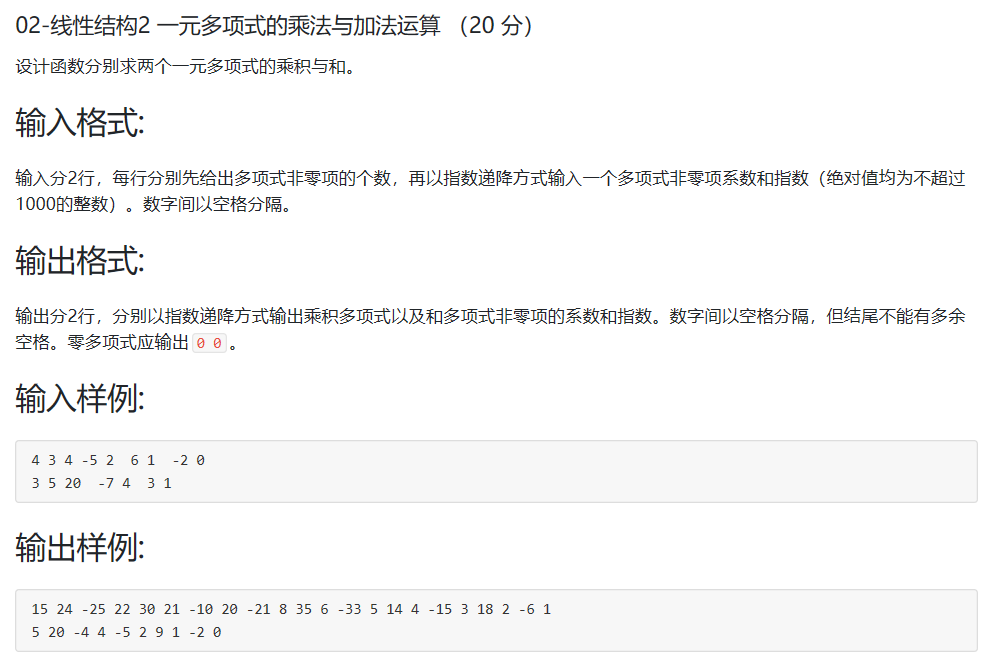 02-线性结构2 一元多项式的乘法与加法运算 （20 分）
设计函数分别求两个一元多项式的乘积与和。
输入格式:
输入分2行，每行分别先给出多项式非零项的个数，再以指数递降方式输入一个多项式非零项系数和指数（绝对值均为不超过
1000的整数）。数字间以空格分隔。
输出格式:
输出分2行，分别以指数递降方式输出乘积多项式以及和多项式非零项的系数和指数。数字间以空格分隔，但结尾不能有多余
空格。零多项式应输出 0 0 。
输入样例:
4 3 4 -5 2  6 1  -2 0
3 5 20  -7 4  3 1
输出样例:
15 24 -25 22 30 21 -10 20 -21 8 35 6 -33 5 14 4 -15 3 18 2 -6 1
5 20 -4 4 -5 2 9 1 -2 0